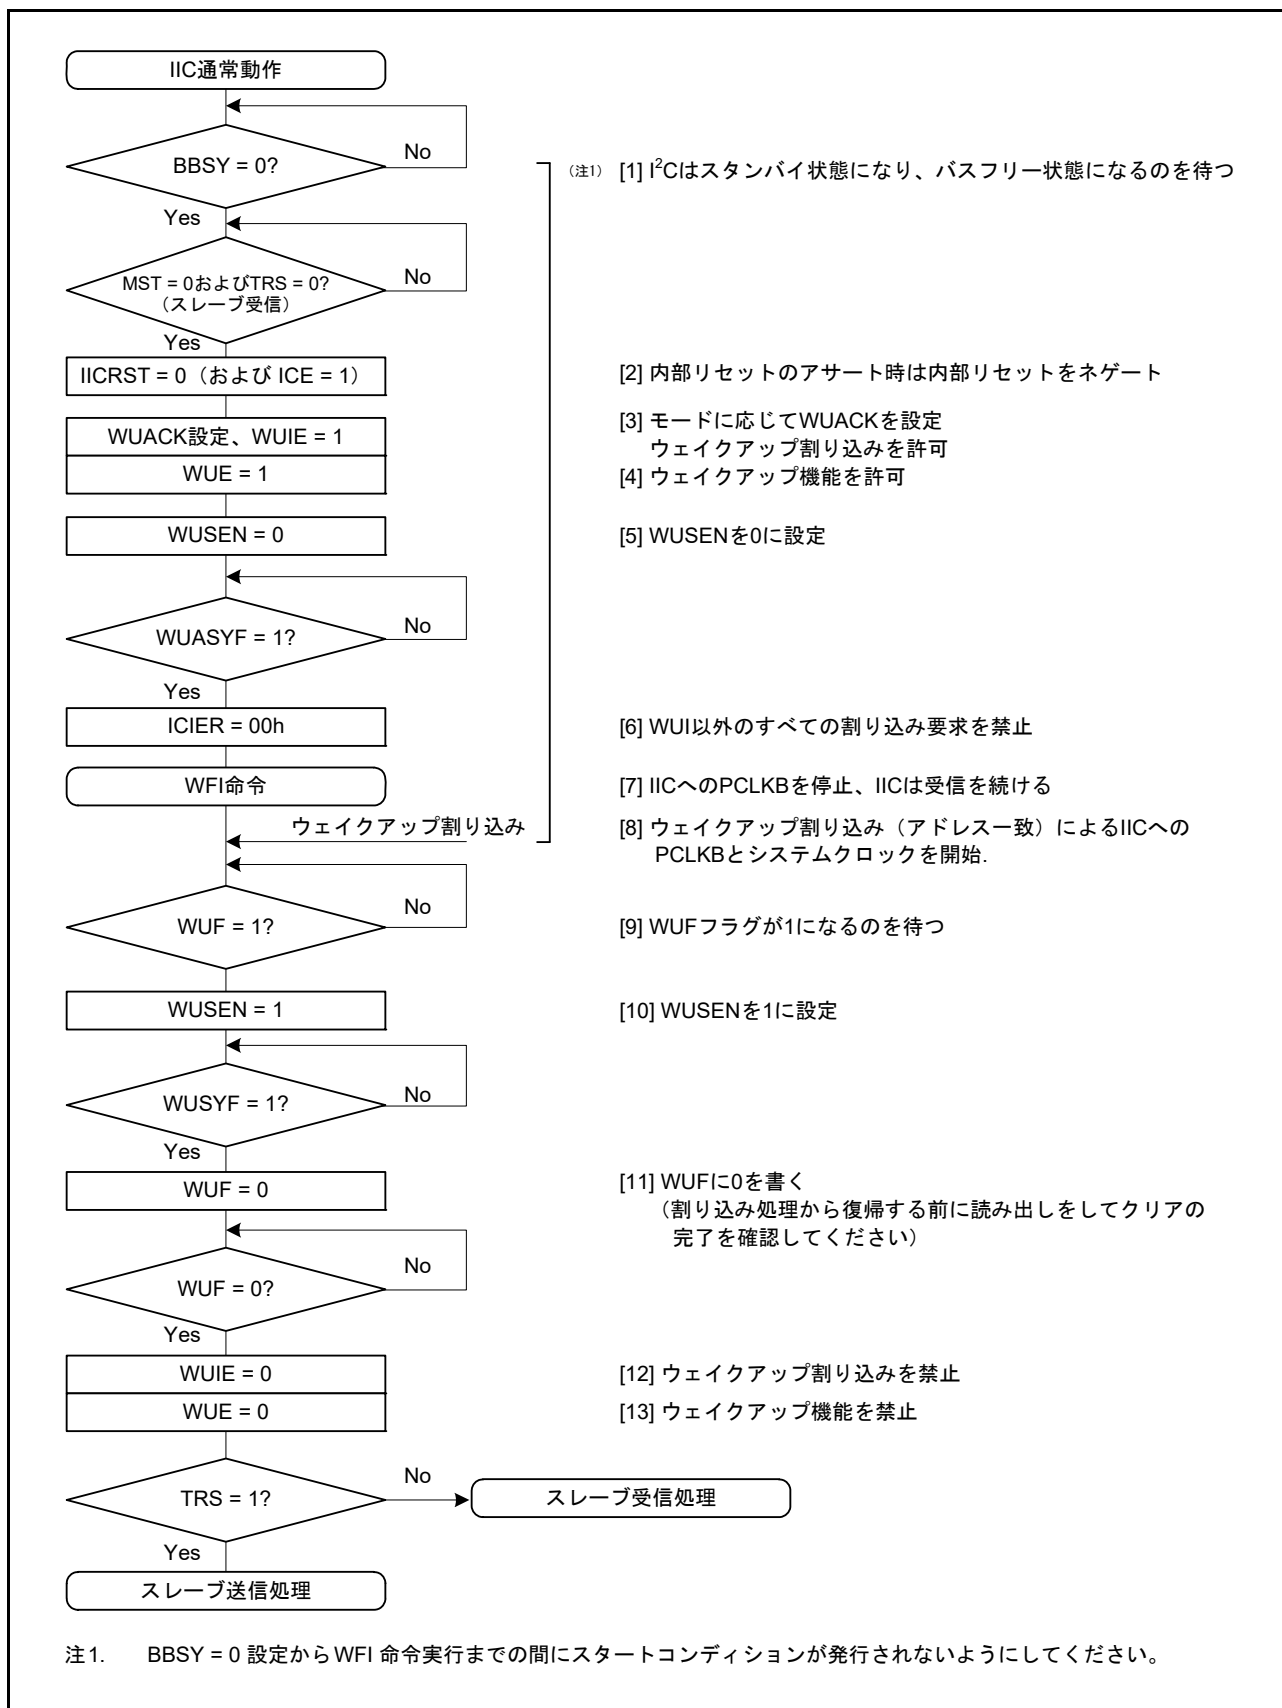 IIC通常動作
BBSY = 0?
No
（注1） [1] I²Cはスタンバイ状態になり、バスフリー状態になるのを待つ
Yes
MST = 0およびTRS = 0?
（スレーブ受信）
No
Yes
IICRST = 0（および ICE = 1）
[2] 内部リセットのアサート時は内部リセットをネゲート
WUACK設定、WUIE = 1
[3] モードに応じてWUACKを設定
ウェイクアップ割り込みを許可
WUE = 1
[4] ウェイクアップ機能を許可
WUSEN = 0
[5] WUSENを0に設定
WUASYF = 1?
No
Yes
ICIER = 00h
[6] WUI以外のすべての割り込み要求を禁止
WFI命令
[7] IICへのPCLKBを停止、IICは受信を続ける
ウェイクアップ割り込み
[8] ウェイクアップ割り込み（アドレス一致）によるIICへの
PCLKBとシステムクロックを開始.
WUF = 1?
No
[9] WUFフラグが1になるのを待つ
WUSEN = 1
[10] WUSENを1に設定
WUSYF = 1?
No
Yes
WUF = 0
[11] WUFに0を書く
（割り込み処理から復帰する前に読み出しをしてクリアの
完了を確認してください）
WUF = 0?
No
Yes
WUIE = 0
[12] ウェイクアップ割り込みを禁止
WUE = 0
[13] ウェイクアップ機能を禁止
TRS = 1?
No
スレーブ受信処理
Yes
スレーブ送信処理
注1. BBSY = 0 設定からWFI 命令実行までの間にスタートコンディションが発行されないようにしてください。